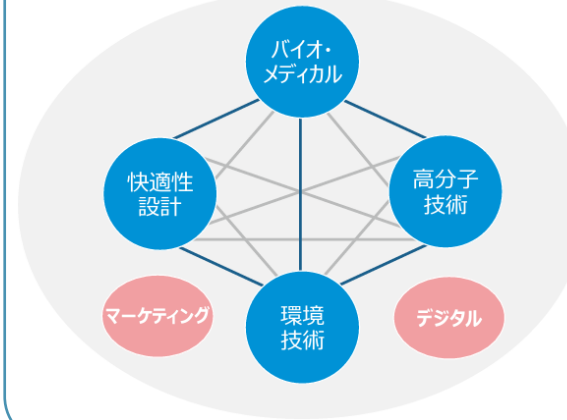 バイオ・
メディカル
快適性
設計
高分子
技術
マーケティング
環境
技術
デジタル